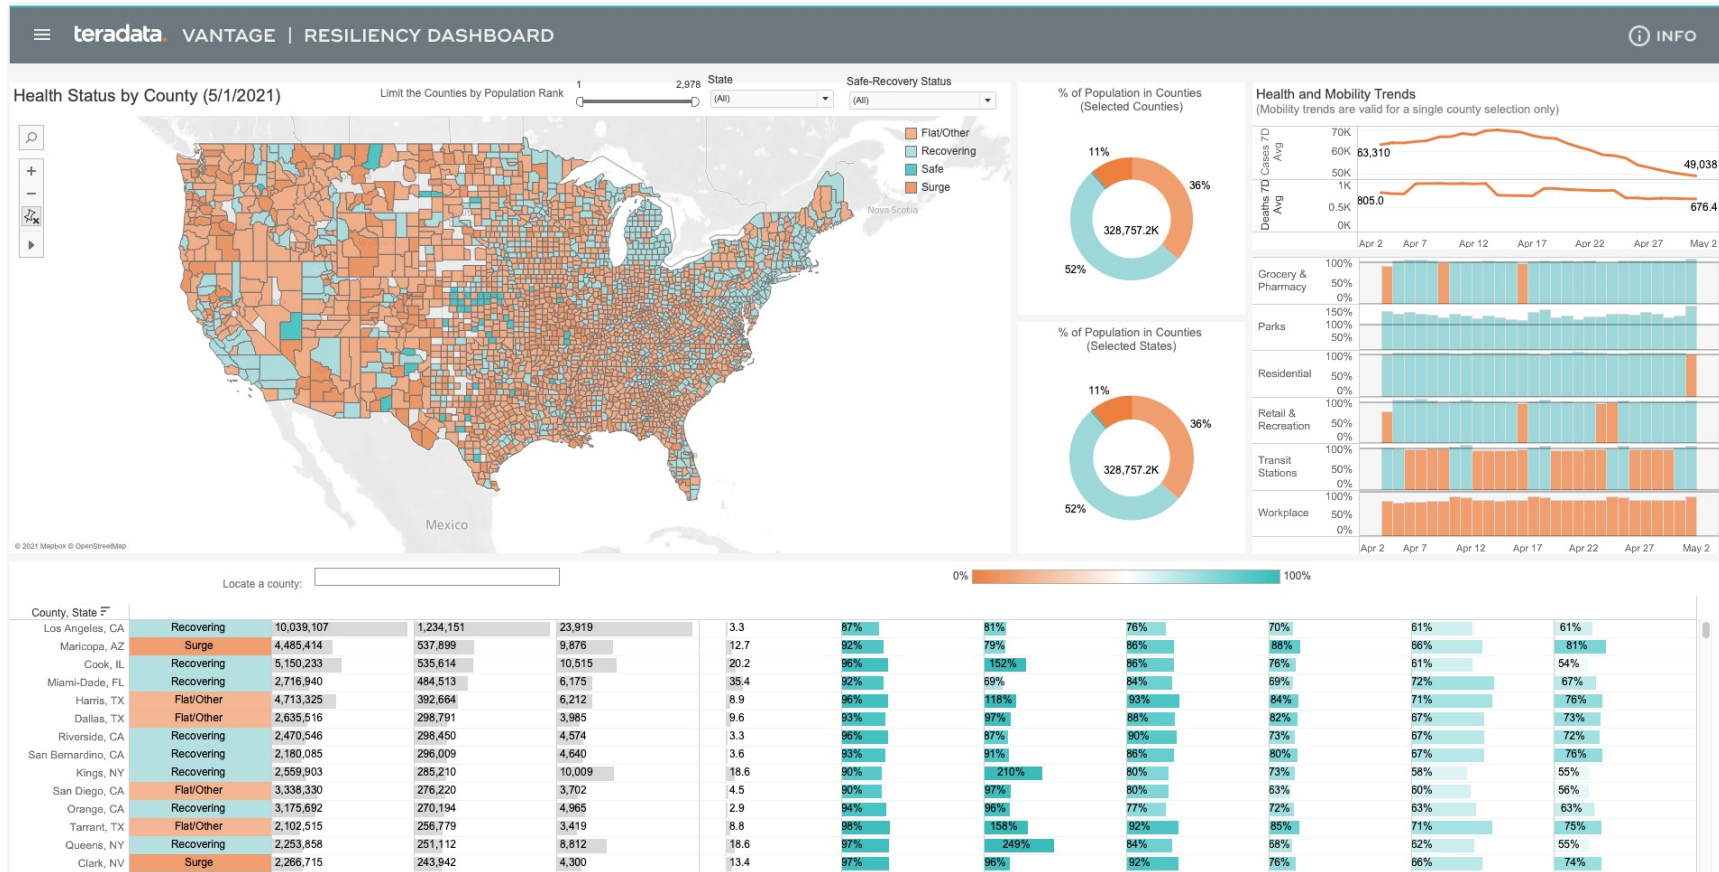 teradata. VANTAGE | RESILIENCY DASHBOARD
INFO
Health Status by County (5/1/2021)
Limit the Counties by Population Rank
1
2,978
State
(All)
Safe-Recovery Status
(All)
Flat/Other
Recovering
Safe
Surge
Nova Scotia
Mexico
© 2021 Mapbox © OpenStreetMap
% of Population in Counties
(Selected Counties)
11%
36%
328,757.2K
52%
% of Population in Counties
(Selected States)
11%
36%
328,757.2K
52%
Health and Mobility Trends
(Mobility trends are valid for a single county selection only)
Cases 7D
Avg
70K
60K
50K
63,310
49,038
Deaths 7D
Avg
1K
0.5K
0K
805.0
676.4
Apr 2 Apr 7 Apr 12 Apr 17 Apr 22 Apr 27 May 2
Grocery &
Pharmacy
100%
50%
0%
Parks
150%
100%
50%
Residential
100%
50%
0%
Retail &
Recreation
100%
50%
0%
Transit
Stations
100%
50%
0%
Workplace
100%
50%
0%
Apr 2 Apr 7 Apr 12 Apr 17 Apr 22 Apr 27 May 2
Locate a county:
0% 100%
County, State
Los Angeles, CA Recovering 10,039,107 1,234,151 23,919 3.3 87% 81% 76% 70% 61% 61%
Maricopa, AZ Surge 4,485,414 537,899 9,876 12.7 92% 79% 86% 88% 66% 81%
Cook, IL Recovering 5,150,233 535,614 10,515 20.2 96% 152% 86% 76% 61% 54%
Miami-Dade, FL Recovering 2,716,940 484,513 6,175 35.4 92% 69% 84% 69% 72% 67%
Harris, TX Flat/Other 4,713,325 392,664 6,212 8.9 96% 118% 93% 84% 71% 76%
Dallas, TX Flat/Other 2,635,516 298,791 3,985 9.6 93% 97% 88% 82% 67% 73%
Riverside, CA Recovering 2,470,546 298,450 4,574 3.3 96% 87% 90% 73% 67% 72%
San Bernardino, CA Recovering 2,180,085 296,009 4,640 3.6 93% 91% 86% 80% 67% 76%
Kings, NY Recovering 2,559,903 285,210 10,009 18.6 90% 210% 80% 73% 58% 55%
San Diego, CA Flat/Other 3,338,330 276,220 3,702 4.5 90% 97% 80% 63% 60% 56%
Orange, CA Recovering 3,175,692 270,194 4,965 2.9 94% 96% 77% 72% 63% 63%
Tarrant, TX Flat/Other 2,102,515 256,779 3,419 8.8 98% 158% 92% 85% 71% 75%
Queens, NY Recovering 2,253,858 251,112 8,812 18.6 97% 249% 84% 68% 62% 55%
Clark, NV Surge 2,266,715 243,942 4,300 13.4 97% 96% 92% 76% 66% 74%